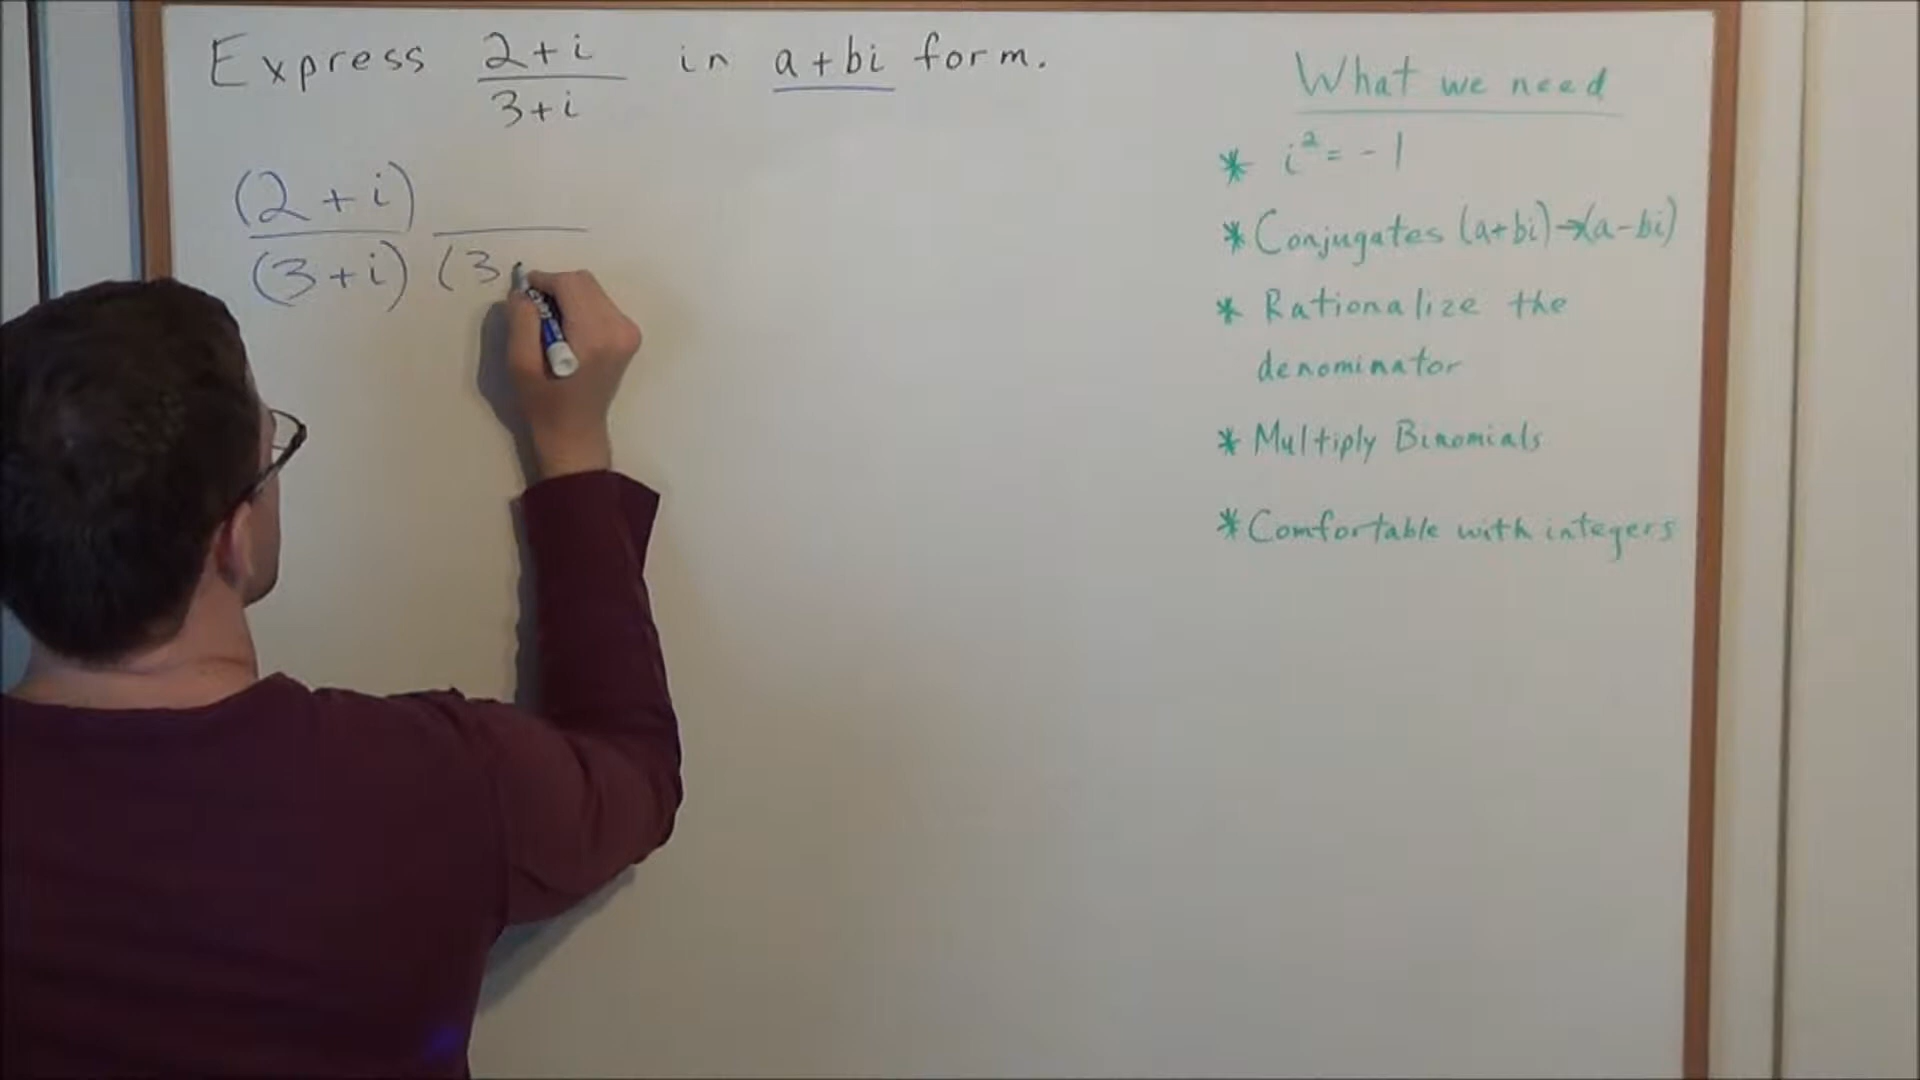 Express 2+i / 3+i in a+bi form.
(2+i)
(3+i) (3
What we need
* i² = -1
* Conjugates (a+bi)→(a-bi)
* Rationalize the
denominator
* Multiply Binomials
* Comfortable with integers